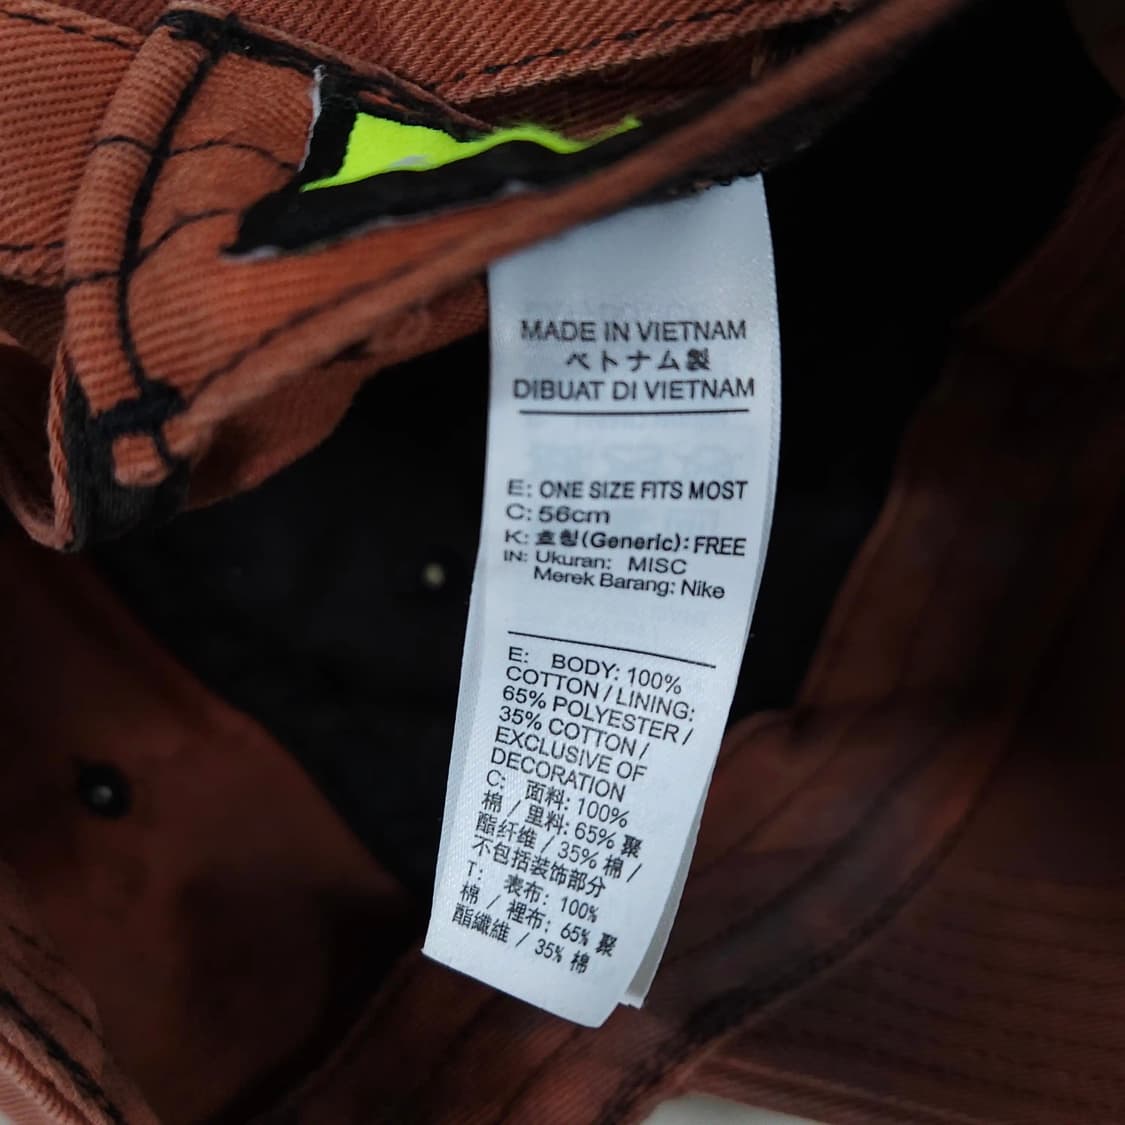 MADE IN VIETNAM
ベトナム製
DIBUAT DI VIETNAM
E: ONE SIZE FITS MOST
C: 56cm
K: 호칭(Generic): FREE
IN: Ukuran: MISC
Merek Barang: Nike
E: BODY: 100%
COTTON / LINING:
65% POLYESTER /
35% COTTON /
EXCLUSIVE OF
DECORATION
C: 面料: 100%
棉 / 里料: 65% 聚
酯纤维 / 35% 棉 /
不包括装饰部分
T: 表布: 100%
棉 / 裡布: 65% 聚
酯纖維 / 35% 棉